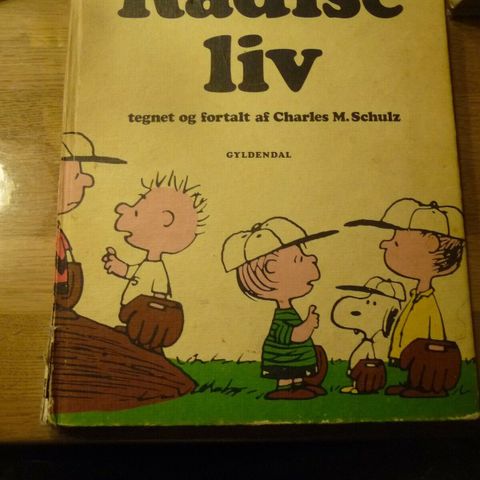 Radise
liv
tegnet og fortalt af Charles M. Schulz
GYLDENDAL